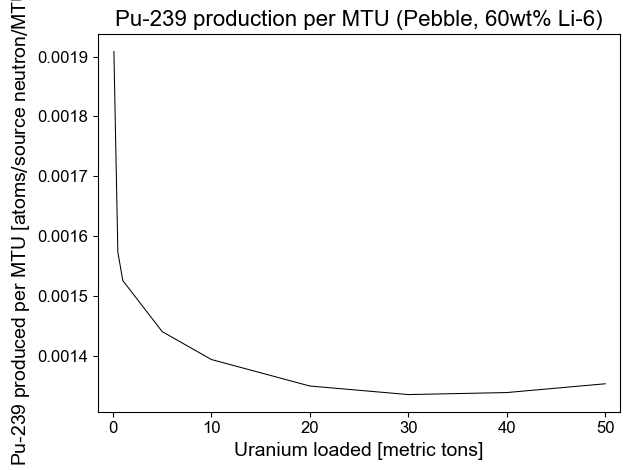 Pu-239 production per MTU (Pebble, 60wt% Li-6)
Pu-239 produced per MTU [atoms/source neutron/MTU
0.0019
0.0018
0.0017
0.0016
0.0015
0.0014
0 10 20 30 40 50
Uranium loaded [metric tons]